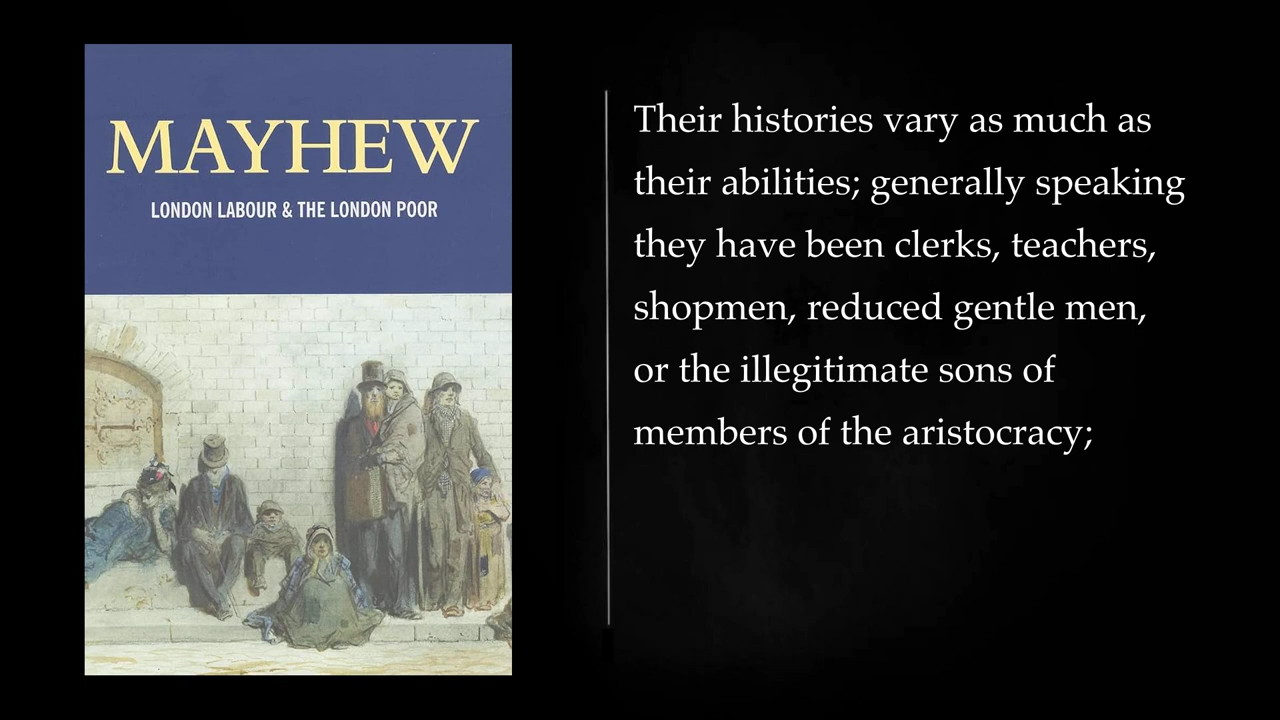 MAYHEW
LONDON LABOUR & THE LONDON POOR
Their histories vary as much as
their abilities; generally speaking
they have been clerks, teachers,
shopmen, reduced gentle men,
or the illegitimate sons of
members of the aristocracy;